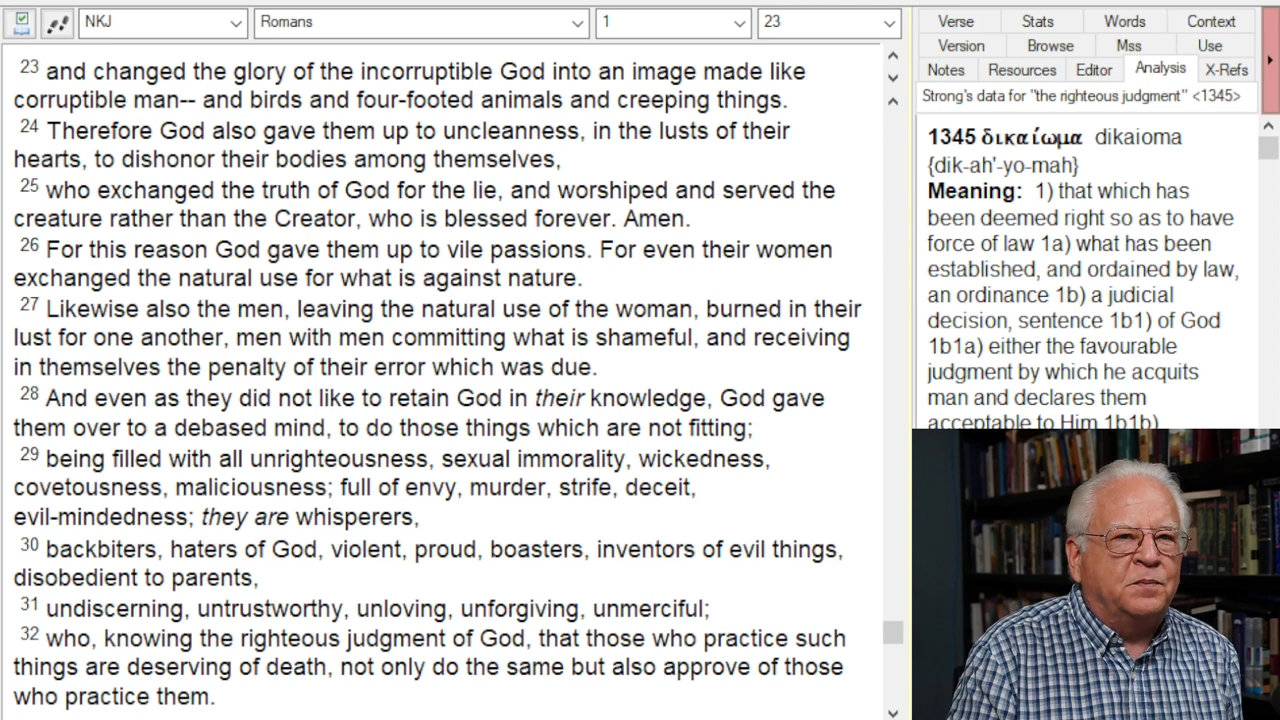 NKJ Romans 1 23
23 and changed the glory of the incorruptible God into an image made like
corruptible man-- and birds and four-footed animals and creeping things.
24 Therefore God also gave them up to uncleanness, in the lusts of their
hearts, to dishonor their bodies among themselves,
25 who exchanged the truth of God for the lie, and worshiped and served the
creature rather than the Creator, who is blessed forever. Amen.
26 For this reason God gave them up to vile passions. For even their women
exchanged the natural use for what is against nature.
27 Likewise also the men, leaving the natural use of the woman, burned in their
lust for one another, men with men committing what is shameful, and receiving
in themselves the penalty of their error which was due.
28 And even as they did not like to retain God in their knowledge, God gave
them over to a debased mind, to do those things which are not fitting;
29 being filled with all unrighteousness, sexual immorality, wickedness,
covetousness, maliciousness; full of envy, murder, strife, deceit,
evil-mindedness; they are whisperers,
30 backbiters, haters of God, violent, proud, boasters, inventors of evil things,
disobedient to parents,
31 undiscerning, untrustworthy, unloving, unforgiving, unmerciful;
32 who, knowing the righteous judgment of God, that those who practice such
things are deserving of death, not only do the same but also approve of those
who practice them.
Verse Stats Words Context
Version Browse Mss Use
Notes Resources Editor Analysis X-Refs
Strong's data for "the righteous judgment" <1345>
1345 δικαίωμα dikaioma
{dik-ah'-yo-mah}
Meaning: 1) that which has
been deemed right so as to have
force of law 1a) what has been
established, and ordained by law,
an ordinance 1b) a judicial
decision, sentence 1b1) of God
1b1a) either the favourable
judgment by which he acquits
man and declares them
acceptable to Him 1b1b)